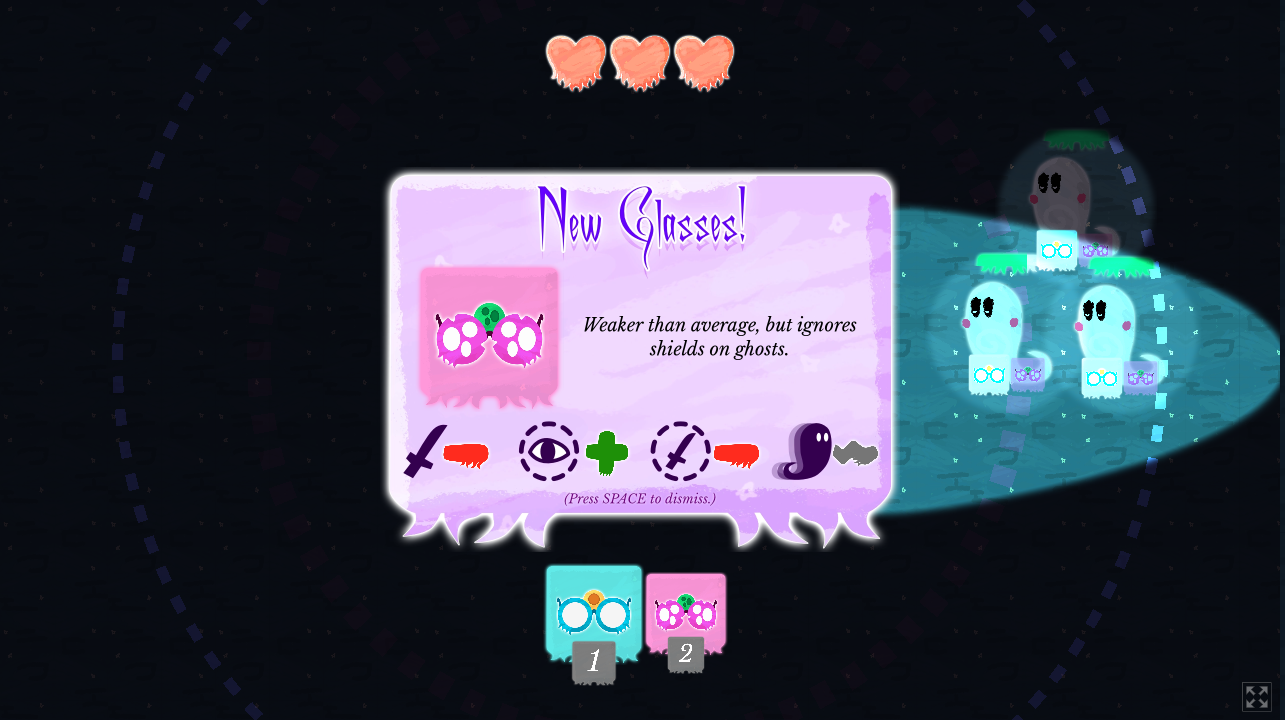 New Glasses!
Weaker than average, but ignores
shields on ghosts.
(Press SPACE to dismiss.)
1
2